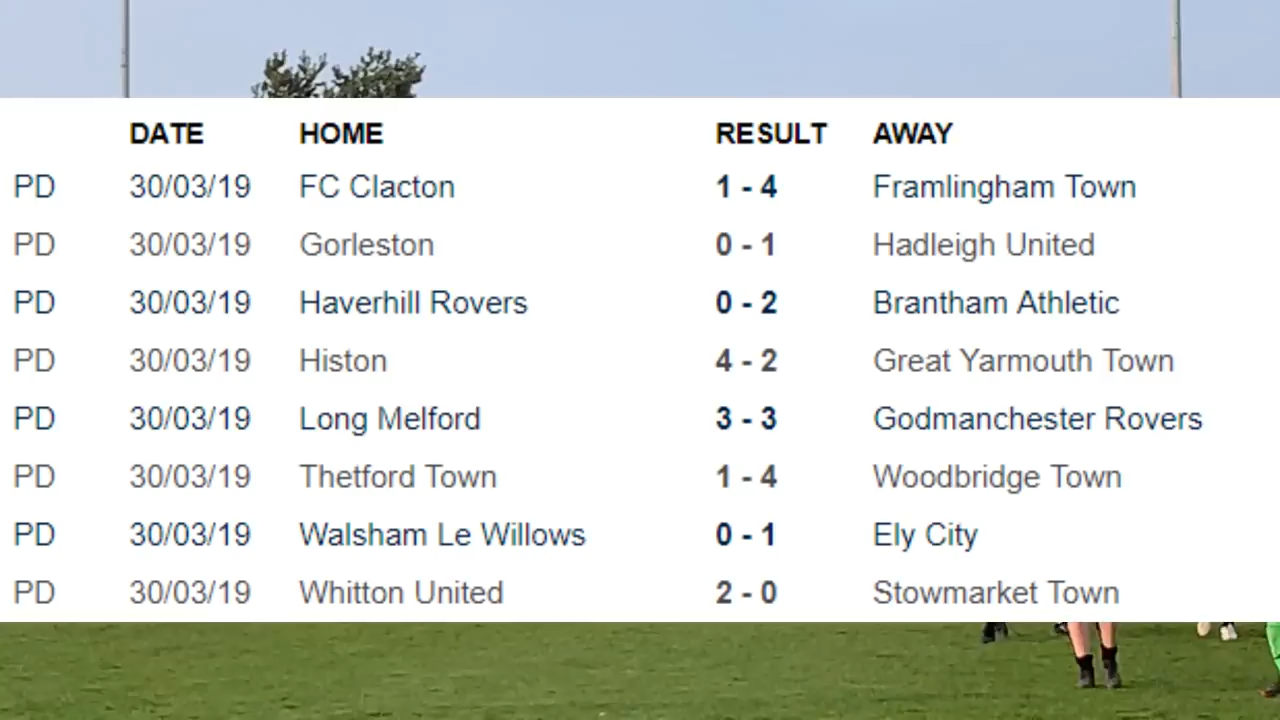 DATE HOME RESULT AWAY
PD 30/03/19 FC Clacton 1 - 4 Framlingham Town
PD 30/03/19 Gorleston 0 - 1 Hadleigh United
PD 30/03/19 Haverhill Rovers 0 - 2 Brantham Athletic
PD 30/03/19 Histon 4 - 2 Great Yarmouth Town
PD 30/03/19 Long Melford 3 - 3 Godmanchester Rovers
PD 30/03/19 Thetford Town 1 - 4 Woodbridge Town
PD 30/03/19 Walsham Le Willows 0 - 1 Ely City
PD 30/03/19 Whitton United 2 - 0 Stowmarket Town